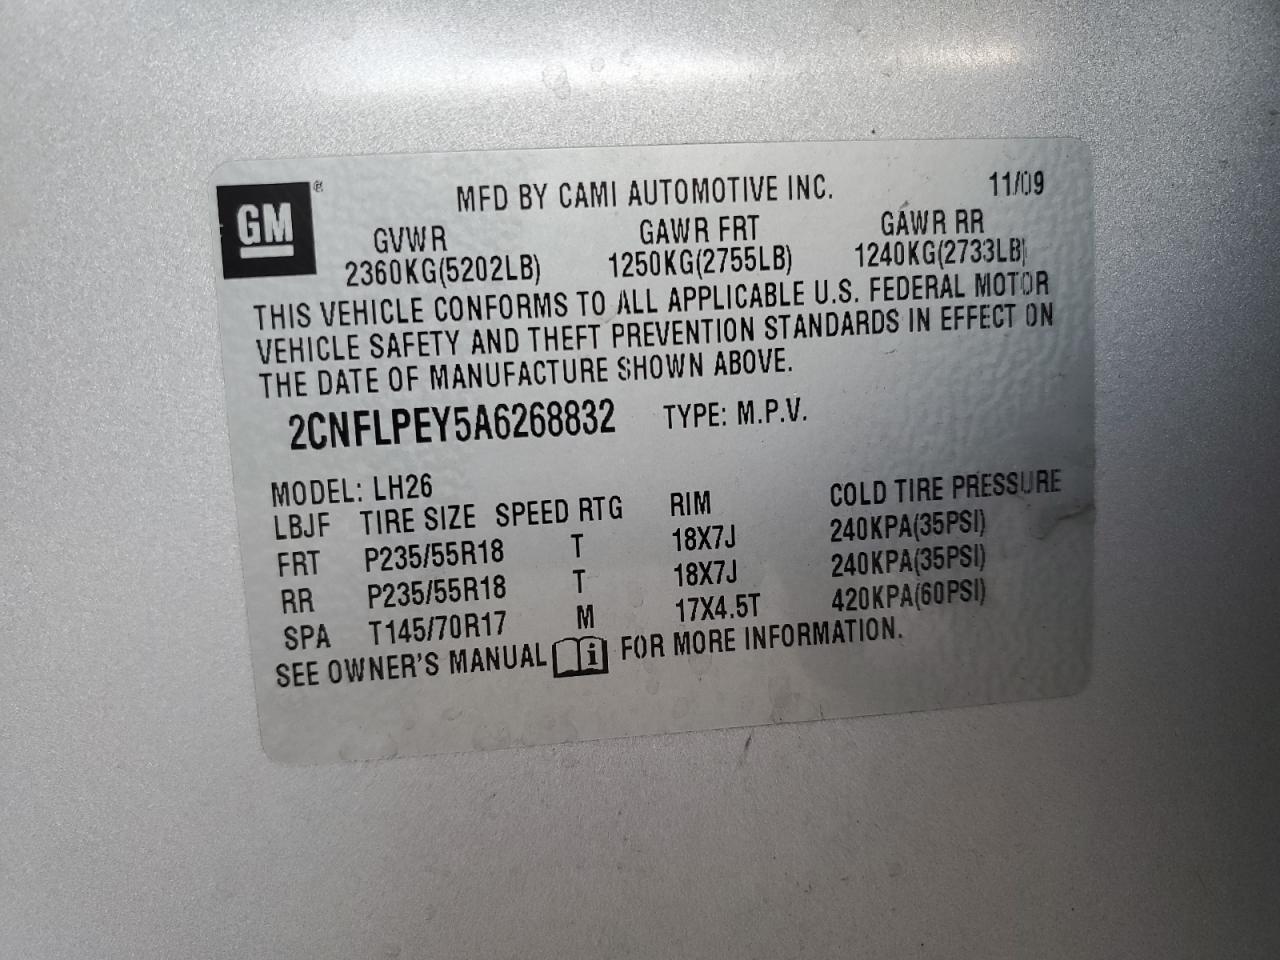 GM ®
MFD BY CAMI AUTOMOTIVE INC. 11/09
GVWR GAWR FRT GAWR RR
2360KG(5202LB) 1250KG(2755LB) 1240KG(2733LB)
THIS VEHICLE CONFORMS TO ALL APPLICABLE U.S. FEDERAL MOTOR
VEHICLE SAFETY AND THEFT PREVENTION STANDARDS IN EFFECT ON
THE DATE OF MANUFACTURE SHOWN ABOVE.
2CNFLPEY5A6268832 TYPE: M.P.V.
MODEL: LH26
LBJF TIRE SIZE SPEED RTG RIM COLD TIRE PRESSURE
FRT P235/55R18 T 18X7J 240KPA(35PSI)
RR P235/55R18 T 18X7J 240KPA(35PSI)
SPA T145/70R17 M 17X4.5T 420KPA(60PSI)
SEE OWNER'S MANUAL i FOR MORE INFORMATION.